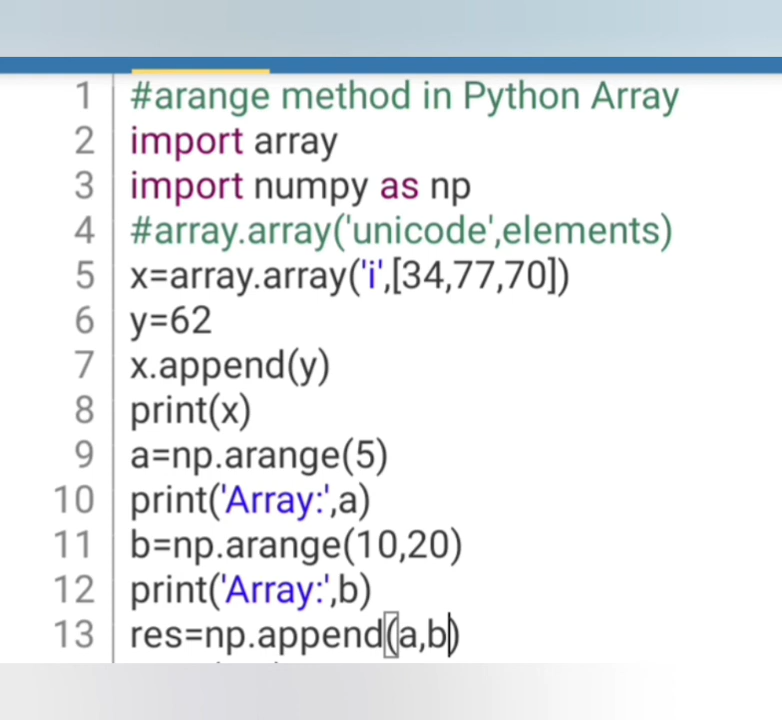 1 #arange method in Python Array
2 import array
3 import numpy as np
4 #array.array('unicode',elements)
5 x=array.array('i',[34,77,70])
6 y=62
7 x.append(y)
8 print(x)
9 a=np.arange(5)
10 print('Array:',a)
11 b=np.arange(10,20)
12 print('Array:',b)
13 res=np.append(a,b)